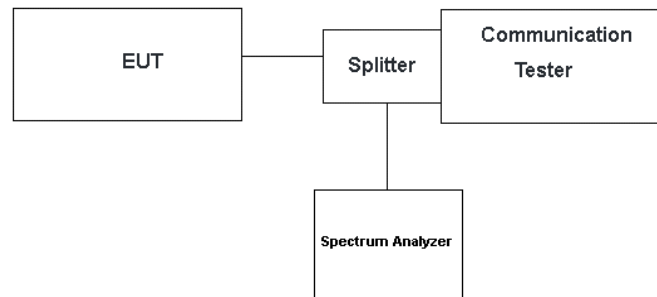 EUT
Splitter
Communication
Tester
Spectrum Analyzer